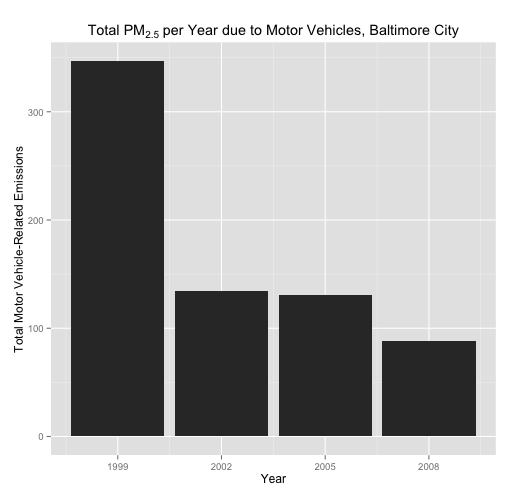 Total PM2.5 per Year due to Motor Vehicles, Baltimore City
Total Motor Vehicle-Related Emissions
300
200
100
0
1999 2002 2005 2008
Year